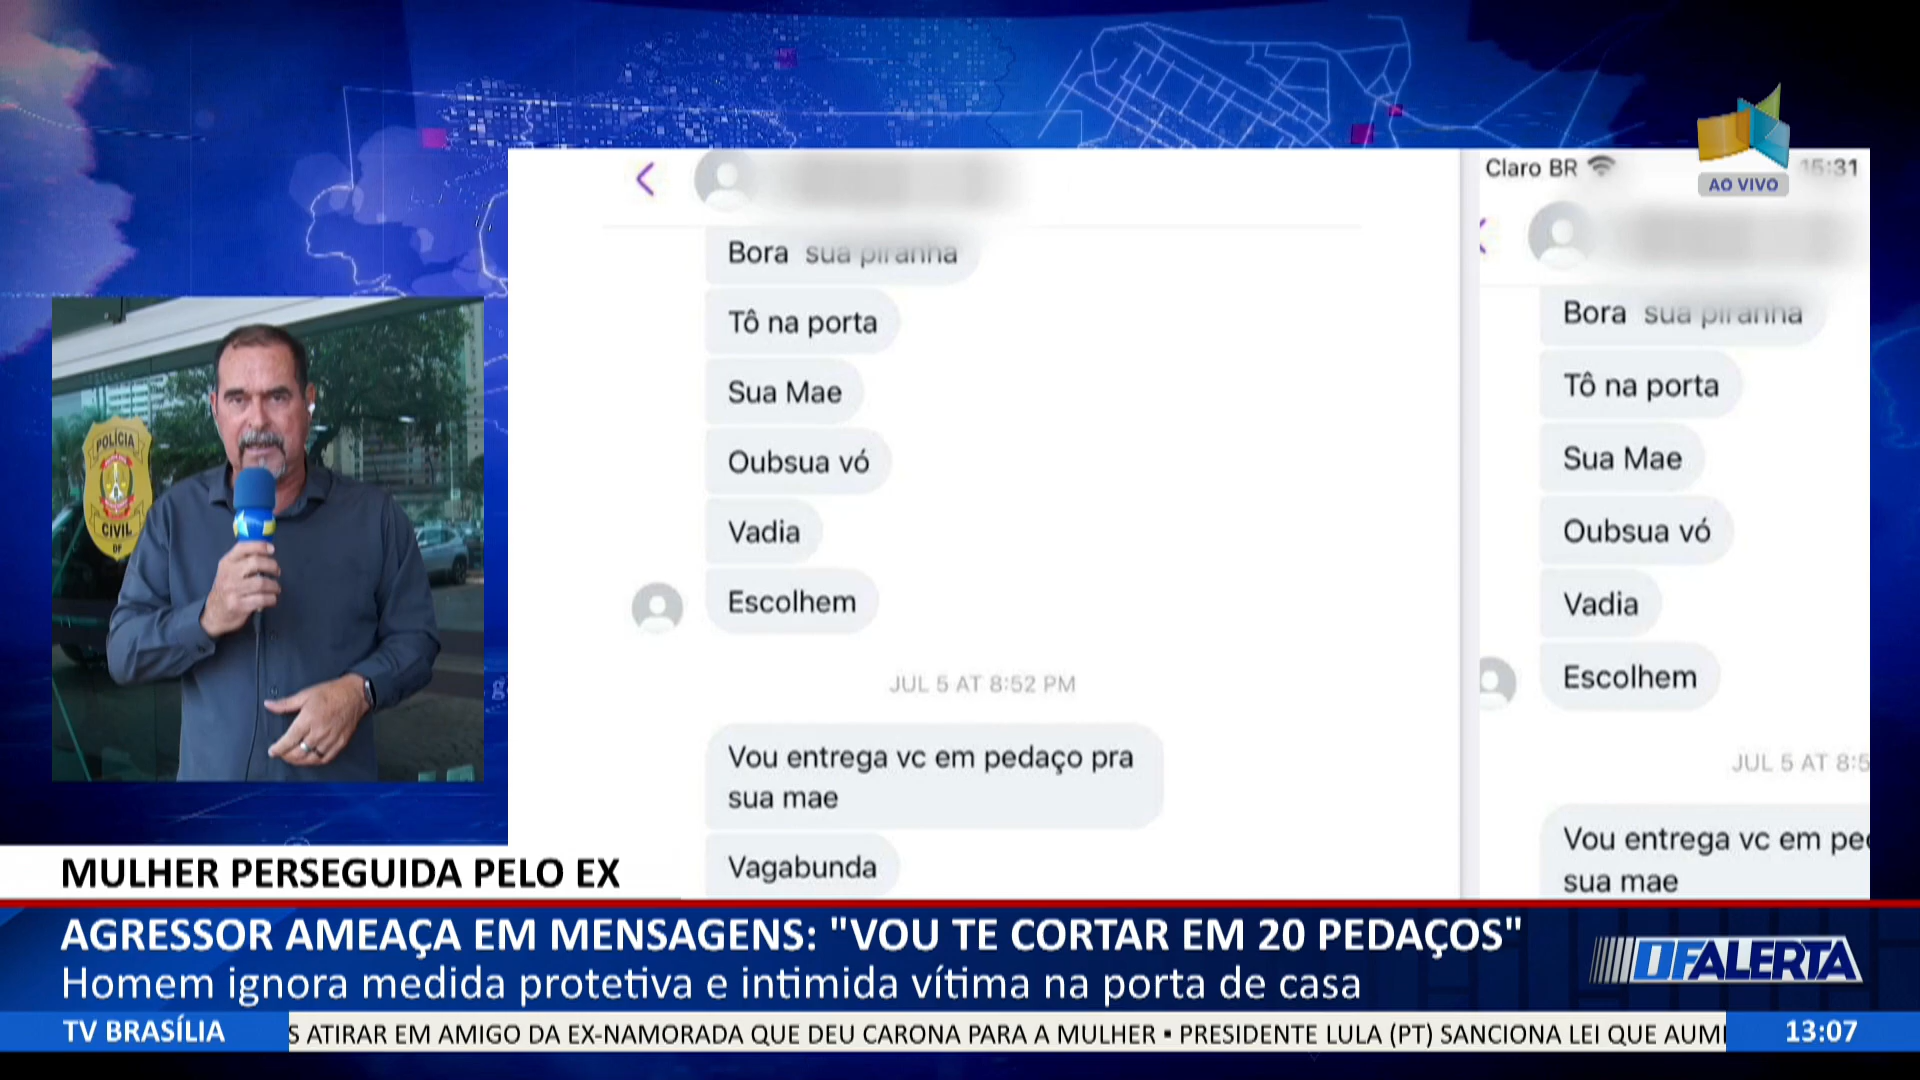 Claro BR
15:31
AO VIVO
Bora sua piranha
Tô na porta
Sua Mae
Oubsua vó
Vadia
Escolhem
JUL 5 AT 8:52 PM
Vou entrega vc em pedaço pra
sua mae
Vagabunda
Bora sua piranha
Tô na porta
Sua Mae
Oubsua vó
Vadia
Escolhem
JUL 5 AT 8:5
Vou entrega vc em ped
sua mae
POLÍCIA
CIVIL
DF
MULHER PERSEGUIDA PELO EX
AGRESSOR AMEAÇA EM MENSAGENS: "VOU TE CORTAR EM 20 PEDAÇOS"
Homem ignora medida protetiva e intimida vítima na porta de casa
DFALERTA
TV BRASÍLIA
S ATIRAR EM AMIGO DA EX-NAMORADA QUE DEU CARONA PARA A MULHER ▪ PRESIDENTE LULA (PT) SANCIONA LEI QUE AUM
13:07